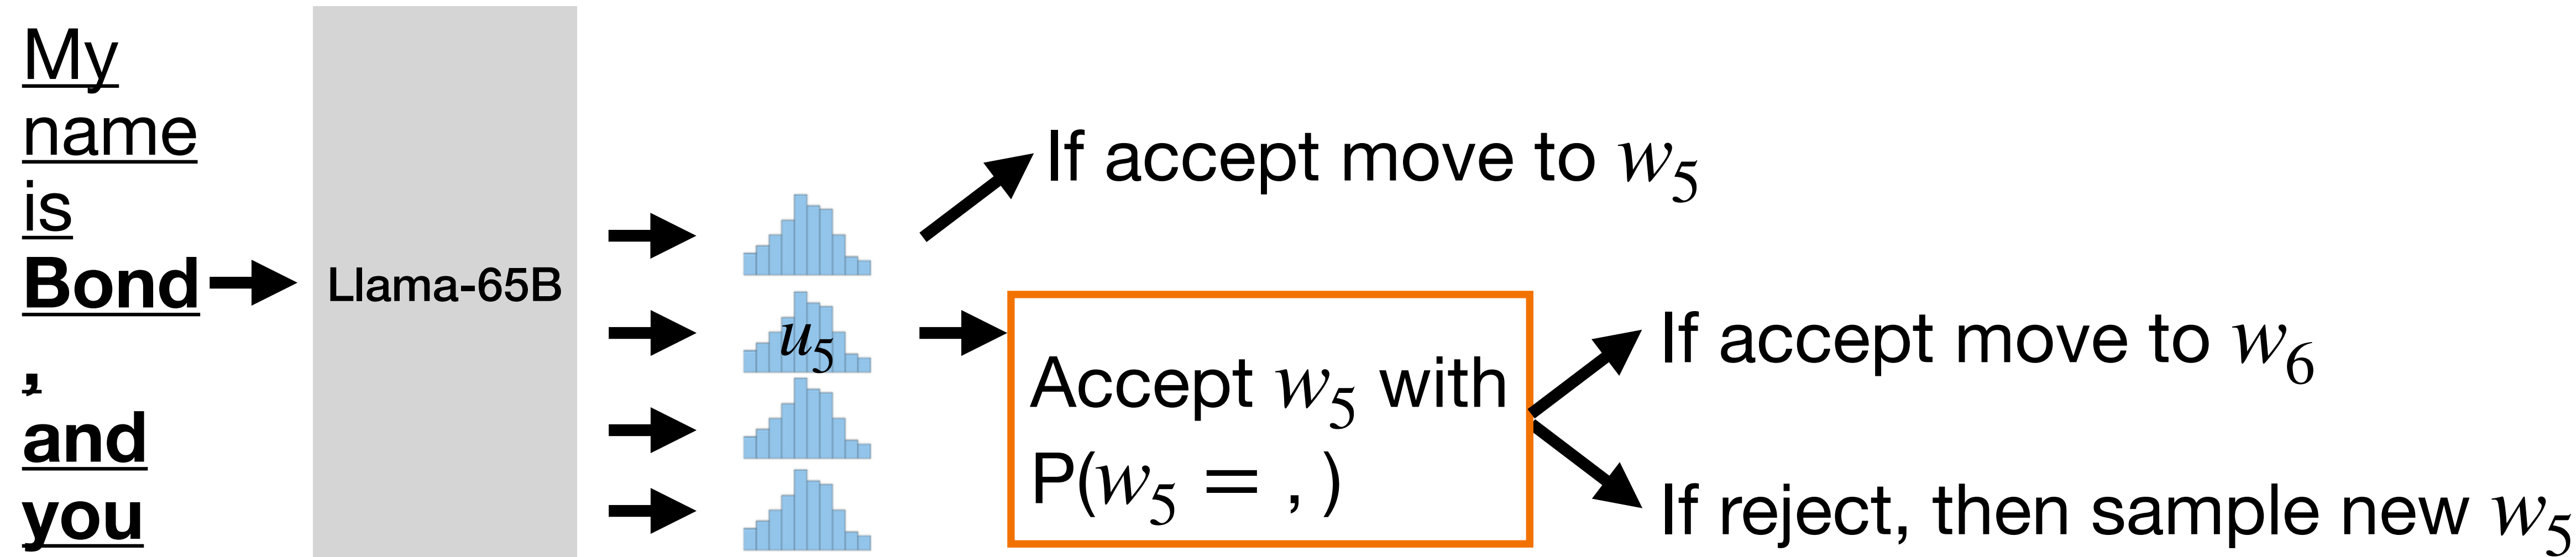 My
name
is
Bond
,
and
you
Llama-65B
u₅
If accept move to w₅
Accept w₅ with
P(w₅ = , )
If accept move to w₆
If reject, then sample new w₅